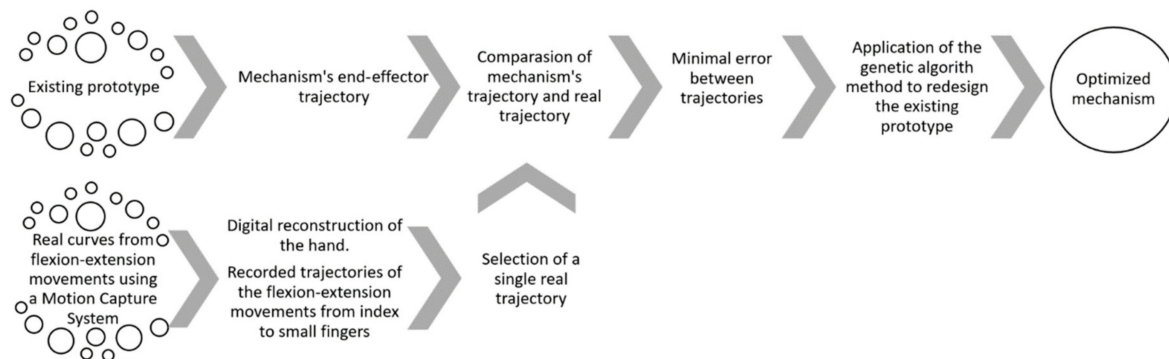 Existing prototype
Mechanism's end-effector
trajectory
Comparasion of
mechanism's
trajectory and real
trajectory
Minimal error
between
trajectories
Application of the
genetic algorith
method to redesign
the existing
prototype
Optimized
mechanism
Real curves from
flexion-extension
movements using
a Motion Capture
System
Digital reconstruction of
the hand.
Recorded trajectories of
the flexion-extension
movements from index
to small fingers
Selection of a
single real
trajectory